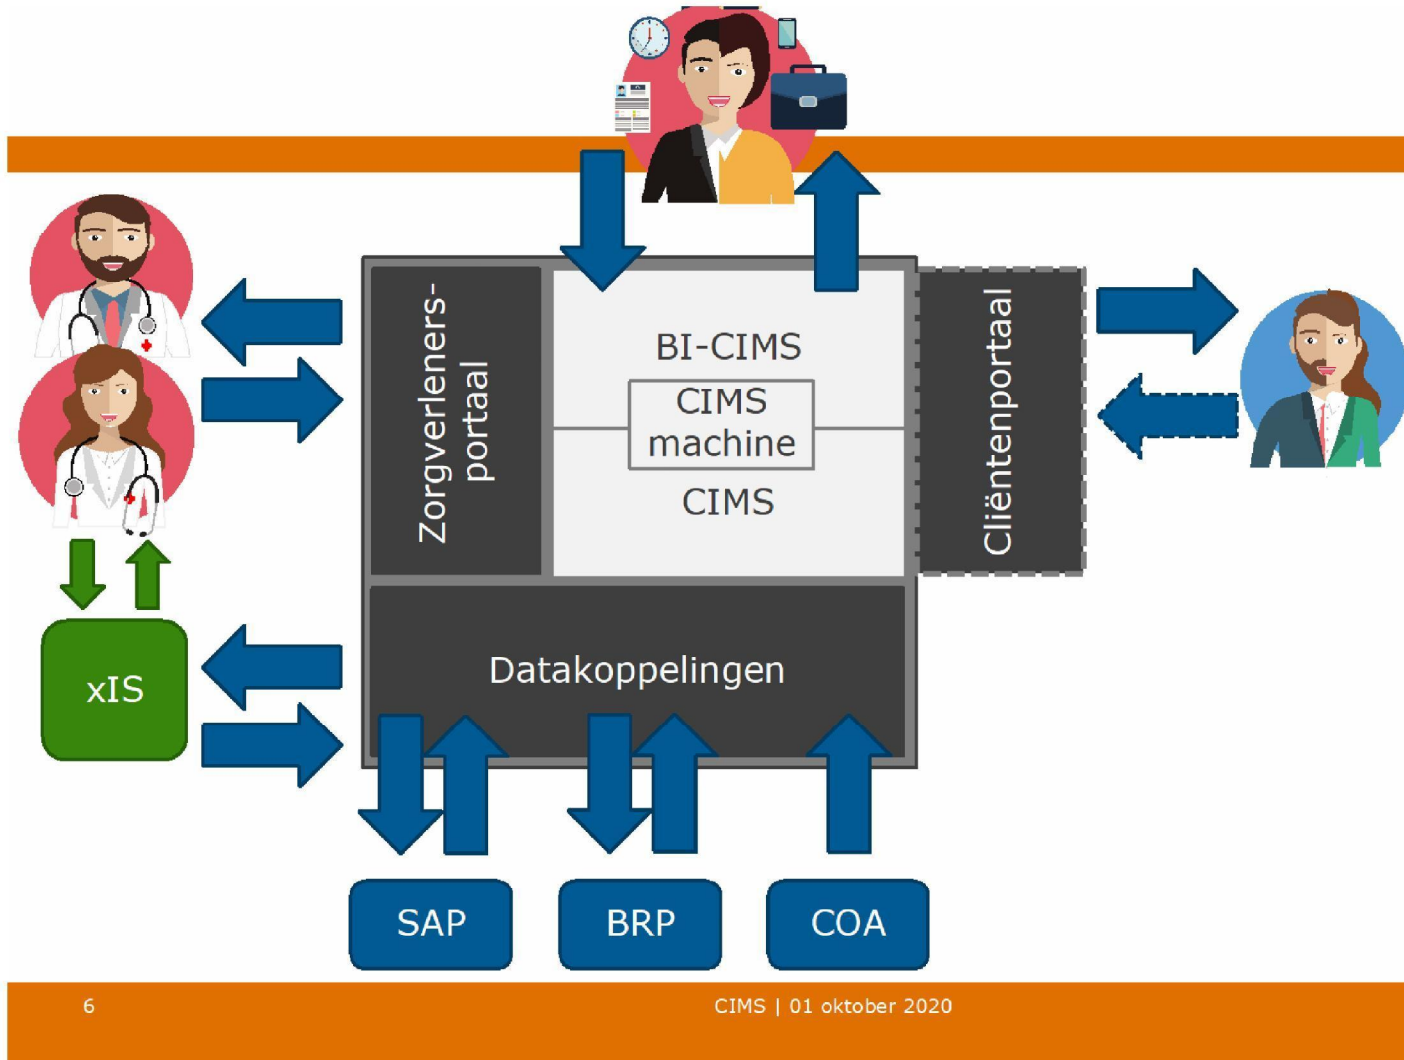 Zorgverleners-
portaal
BI-CIMS
CIMS
machine
CIMS
Cliëntenportaal
xIS
Datakoppelingen
SAP
BRP
COA
6
CIMS | 01 oktober 2020